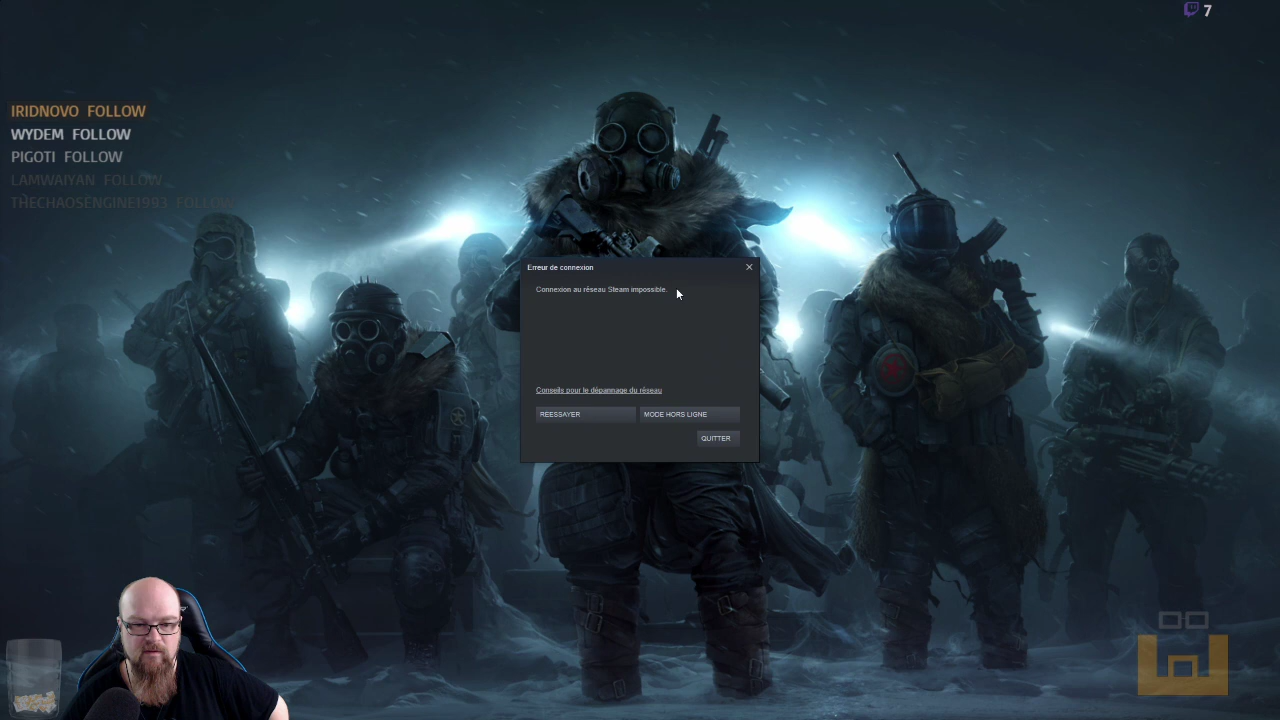 7
IRIDNOVO FOLLOW
WYDEM FOLLOW
PIGOTI FOLLOW
LAMWAIYAN FOLLOW
THECHAOSENGINE1993 FOLLOW
Erreur de connexion
Connexion au réseau Steam impossible.
Conseils pour le dépannage du réseau
REESSAYER
MODE HORS LIGNE
QUITTER